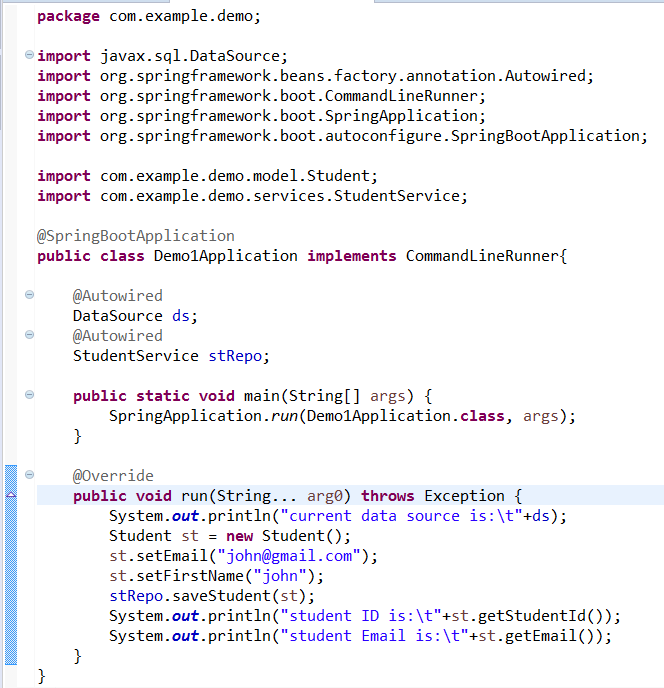 package com.example.demo;
import javax.sql.DataSource;
import org.springframework.beans.factory.annotation.Autowired;
import org.springframework.boot.CommandLineRunner;
import org.springframework.boot.SpringApplication;
import org.springframework.boot.autoconfigure.SpringBootApplication;
import com.example.demo.model.Student;
import com.example.demo.services.StudentService;
@SpringBootApplication
public class Demo1Application implements CommandLineRunner{
@Autowired
DataSource ds;
@Autowired
StudentService stRepo;
public static void main(String[] args) {
SpringApplication.run(Demo1Application.class, args);
}
@Override
public void run(String... arg0) throws Exception {
System.out.println("current data source is:\t"+ds);
Student st = new Student();
st.setEmail("john@gmail.com");
st.setFirstName("john");
stRepo.saveStudent(st);
System.out.println("student ID is:\t"+st.getStudentId());
System.out.println("student Email is:\t"+st.getEmail());
}
}